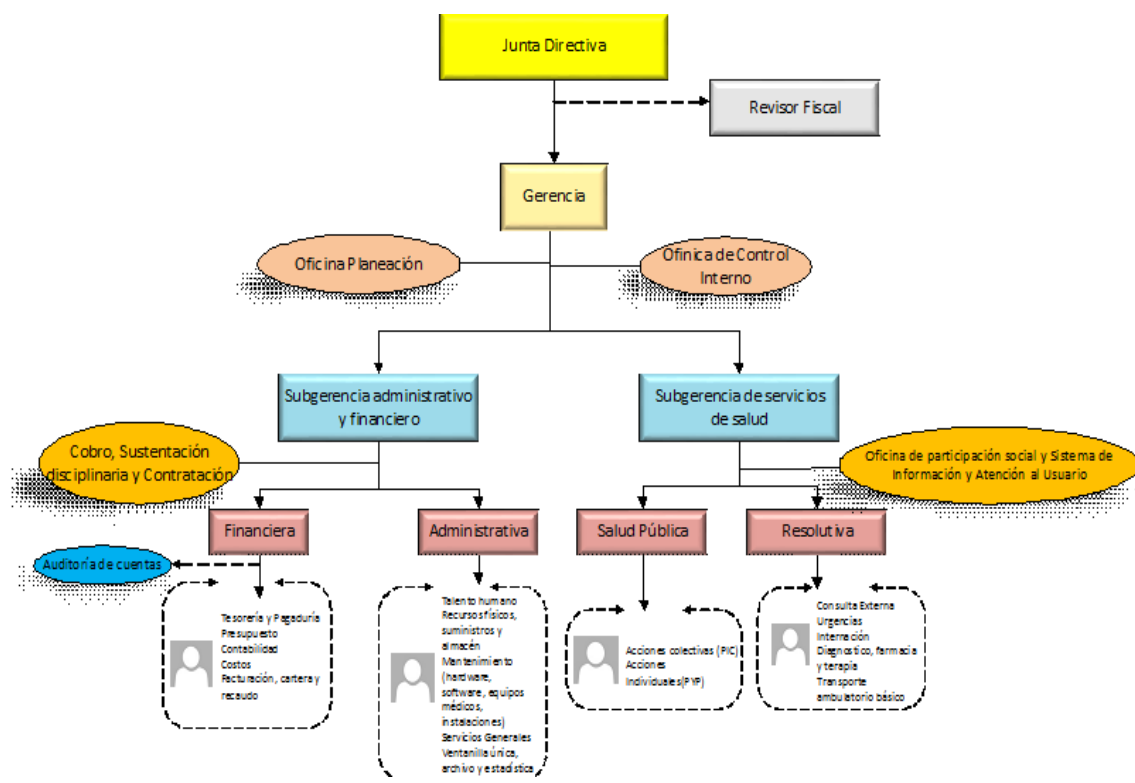 Junta Directiva
Revisor Fiscal
Gerencia
Oficina Planeación
Ofinica de Control
Interno
Subgerencia administrativo
y financiero
Subgerencia de servicios
de salud
Cobro, Sustentación
disciplinaria y Contratación
Oficina de participación social y Sistema de
Información y Atención al Usuario
Financiera
Administrativa
Salud Pública
Resolutiva
Auditoría de cuentas
Tesorería y Pagaduría
Presupuesto
Contabilidad
Costos
Facturación, cartera y
recaudo
Talento humano
Recursos físicos,
suministros y
almacén
Mantenimiento
(hardware,
software, equipos
médicos,
instalaciones)
Servicios Generales
Ventanilla única,
archivo y estadística
Acciones colectivas (PIC)
Acciones
Individuales(PYP)
Consulta Externa
Urgencias
Internación
Diagnostico, farmacia
y terapia
Transporte
ambulatorio básico